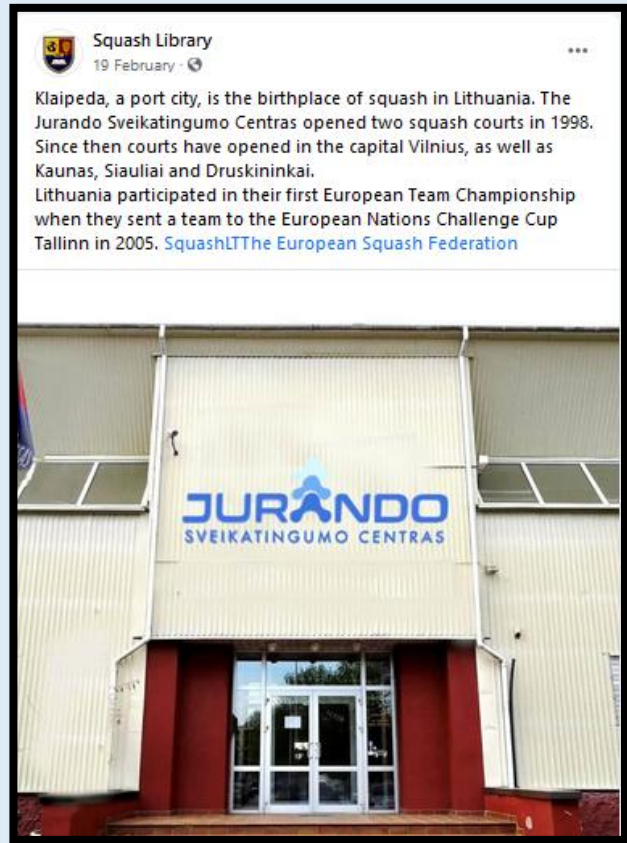 Squash Library
19 February ·
Klaipeda, a port city, is the birthplace of squash in Lithuania. The
Jurando Sveikatingumo Centras opened two squash courts in 1998.
Since then courts have opened in the capital Vilnius, as well as
Kaunas, Siauliai and Druskininkai.
Lithuania participated in their first European Team Championship
when they sent a team to the European Nations Challenge Cup
Tallinn in 2005. SquashLTThe European Squash Federation
JURANDO
SVEIKATINGUMO CENTRAS